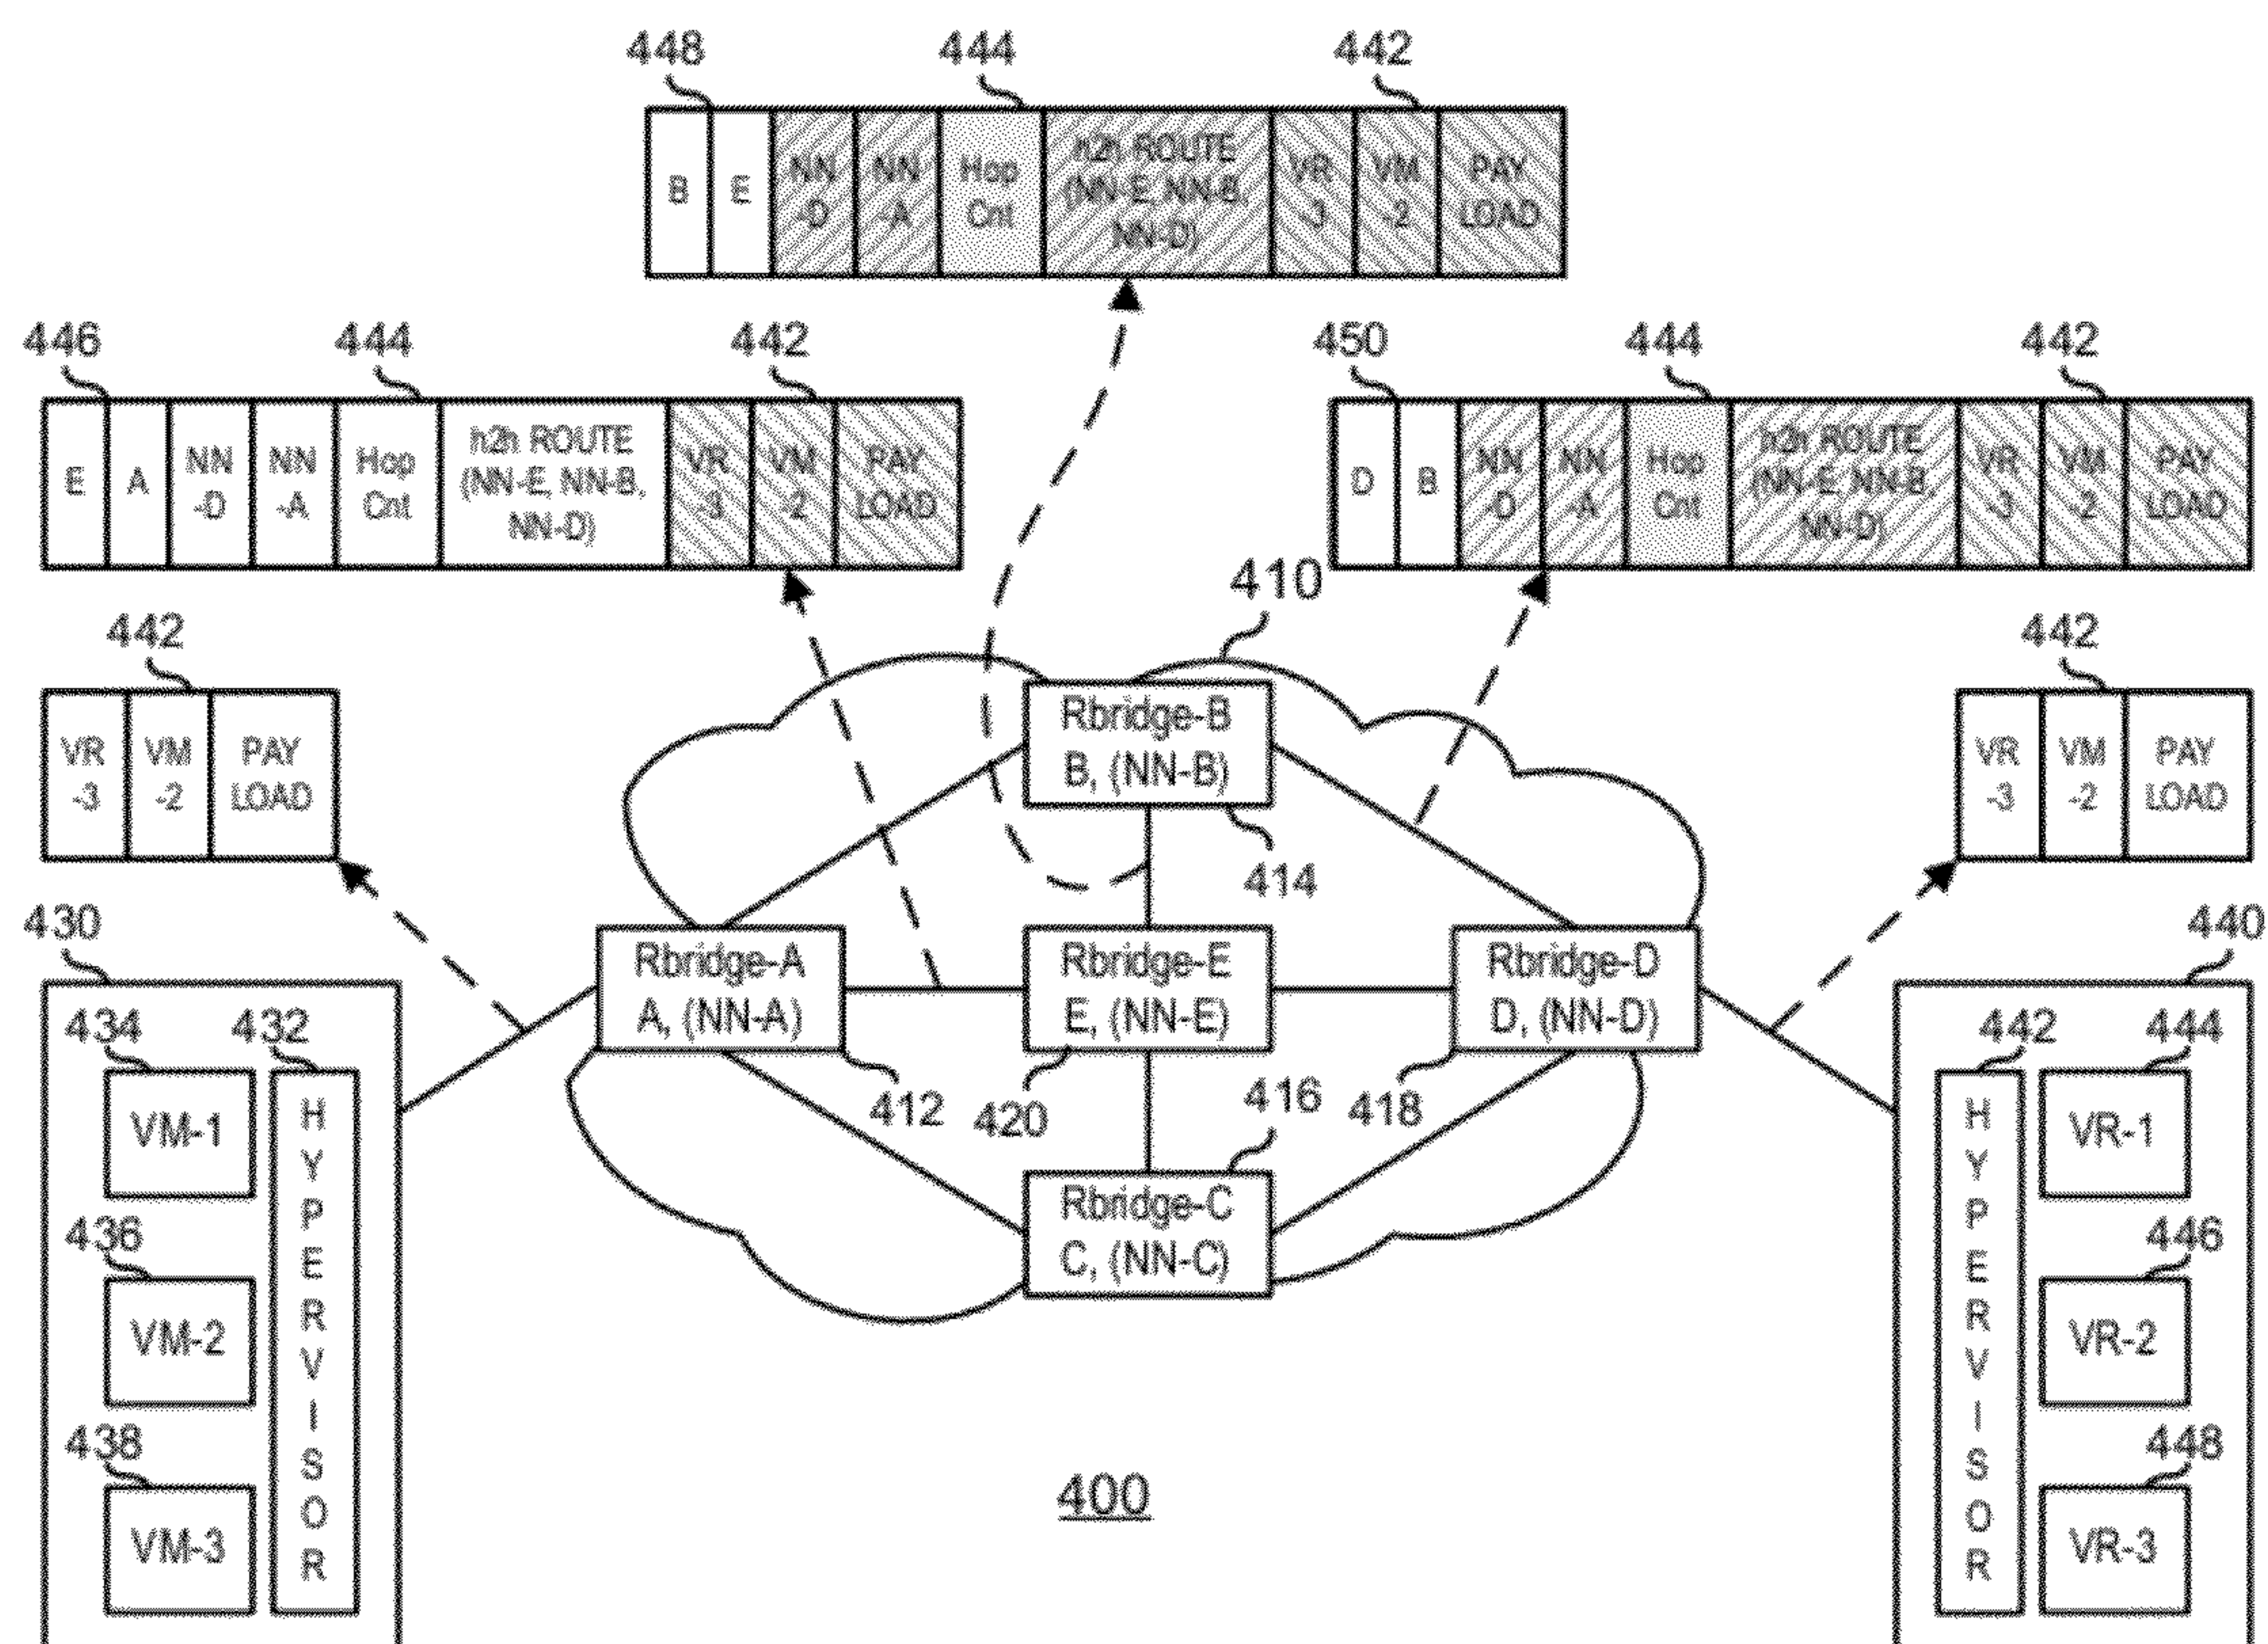 448
444
442
B
E
NN
-D
NN
-A
Hop
Cnt
h2h ROUTE
(NN-E, NN-B,
NN-D)
VR
-3
VM
-2
PAY
LOAD
446
444
442
E
A
NN
-D
NN
-A
Hop
Cnt
h2h ROUTE
(NN-E, NN-B,
NN-D)
VR
-3
VM
-2
PAY
LOAD
450
444
442
D
B
NN
-D
NN
-A
Hop
Cnt
h2h ROUTE
(NN-E, NN-B,
NN-D)
VR
-3
VM
-2
PAY
LOAD
442
VR
-3
VM
-2
PAY
LOAD
410
442
VR
-3
VM
-2
PAY
LOAD
Rbridge-B
B, (NN-B)
414
Rbridge-A
A, (NN-A)
412
Rbridge-E
E, (NN-E)
420
Rbridge-D
D, (NN-D)
418
416
Rbridge-C
C, (NN-C)
430
434
432
VM-1
436
VM-2
438
VM-3
HYPERVISOR
440
442
444
HYPERVISOR
VR-1
446
VR-2
448
VR-3
400